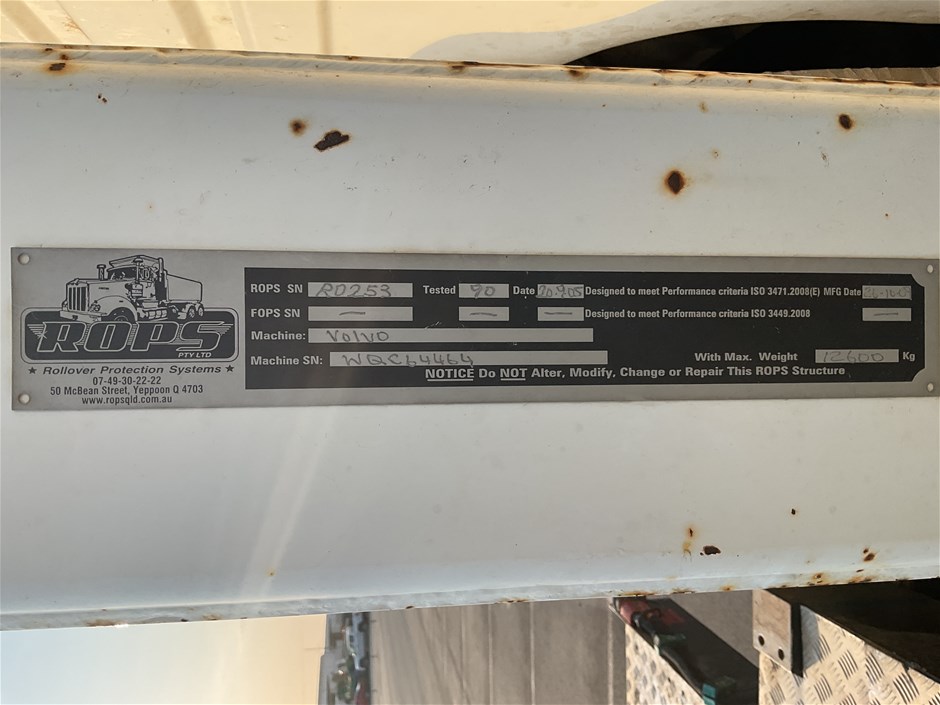 ROPS
PTY LTD
★ Rollover Protection Systems ★
07-49-30-22-22
50 McBean Street, Yeppoon Q 4703
www.ropsqld.com.au
ROPS SN R0253 Tested 90 Date Designed to meet Performance criteria ISO 3471.2008(E) MFG Date
FOPS SN — — — Designed to meet Performance criteria ISO 3449.2008 —
Machine: Volvo
Machine SN: WQC64464 With Max. Weight 12600 Kg
NOTICE Do NOT Alter, Modify, Change or Repair This ROPS Structure